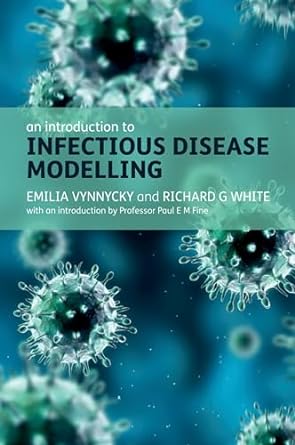 an introduction to
INFECTIOUS DISEASE
MODELLING
EMILIA VYNNYCKY and RICHARD G WHITE
with an introduction by Professor Paul E M Fine